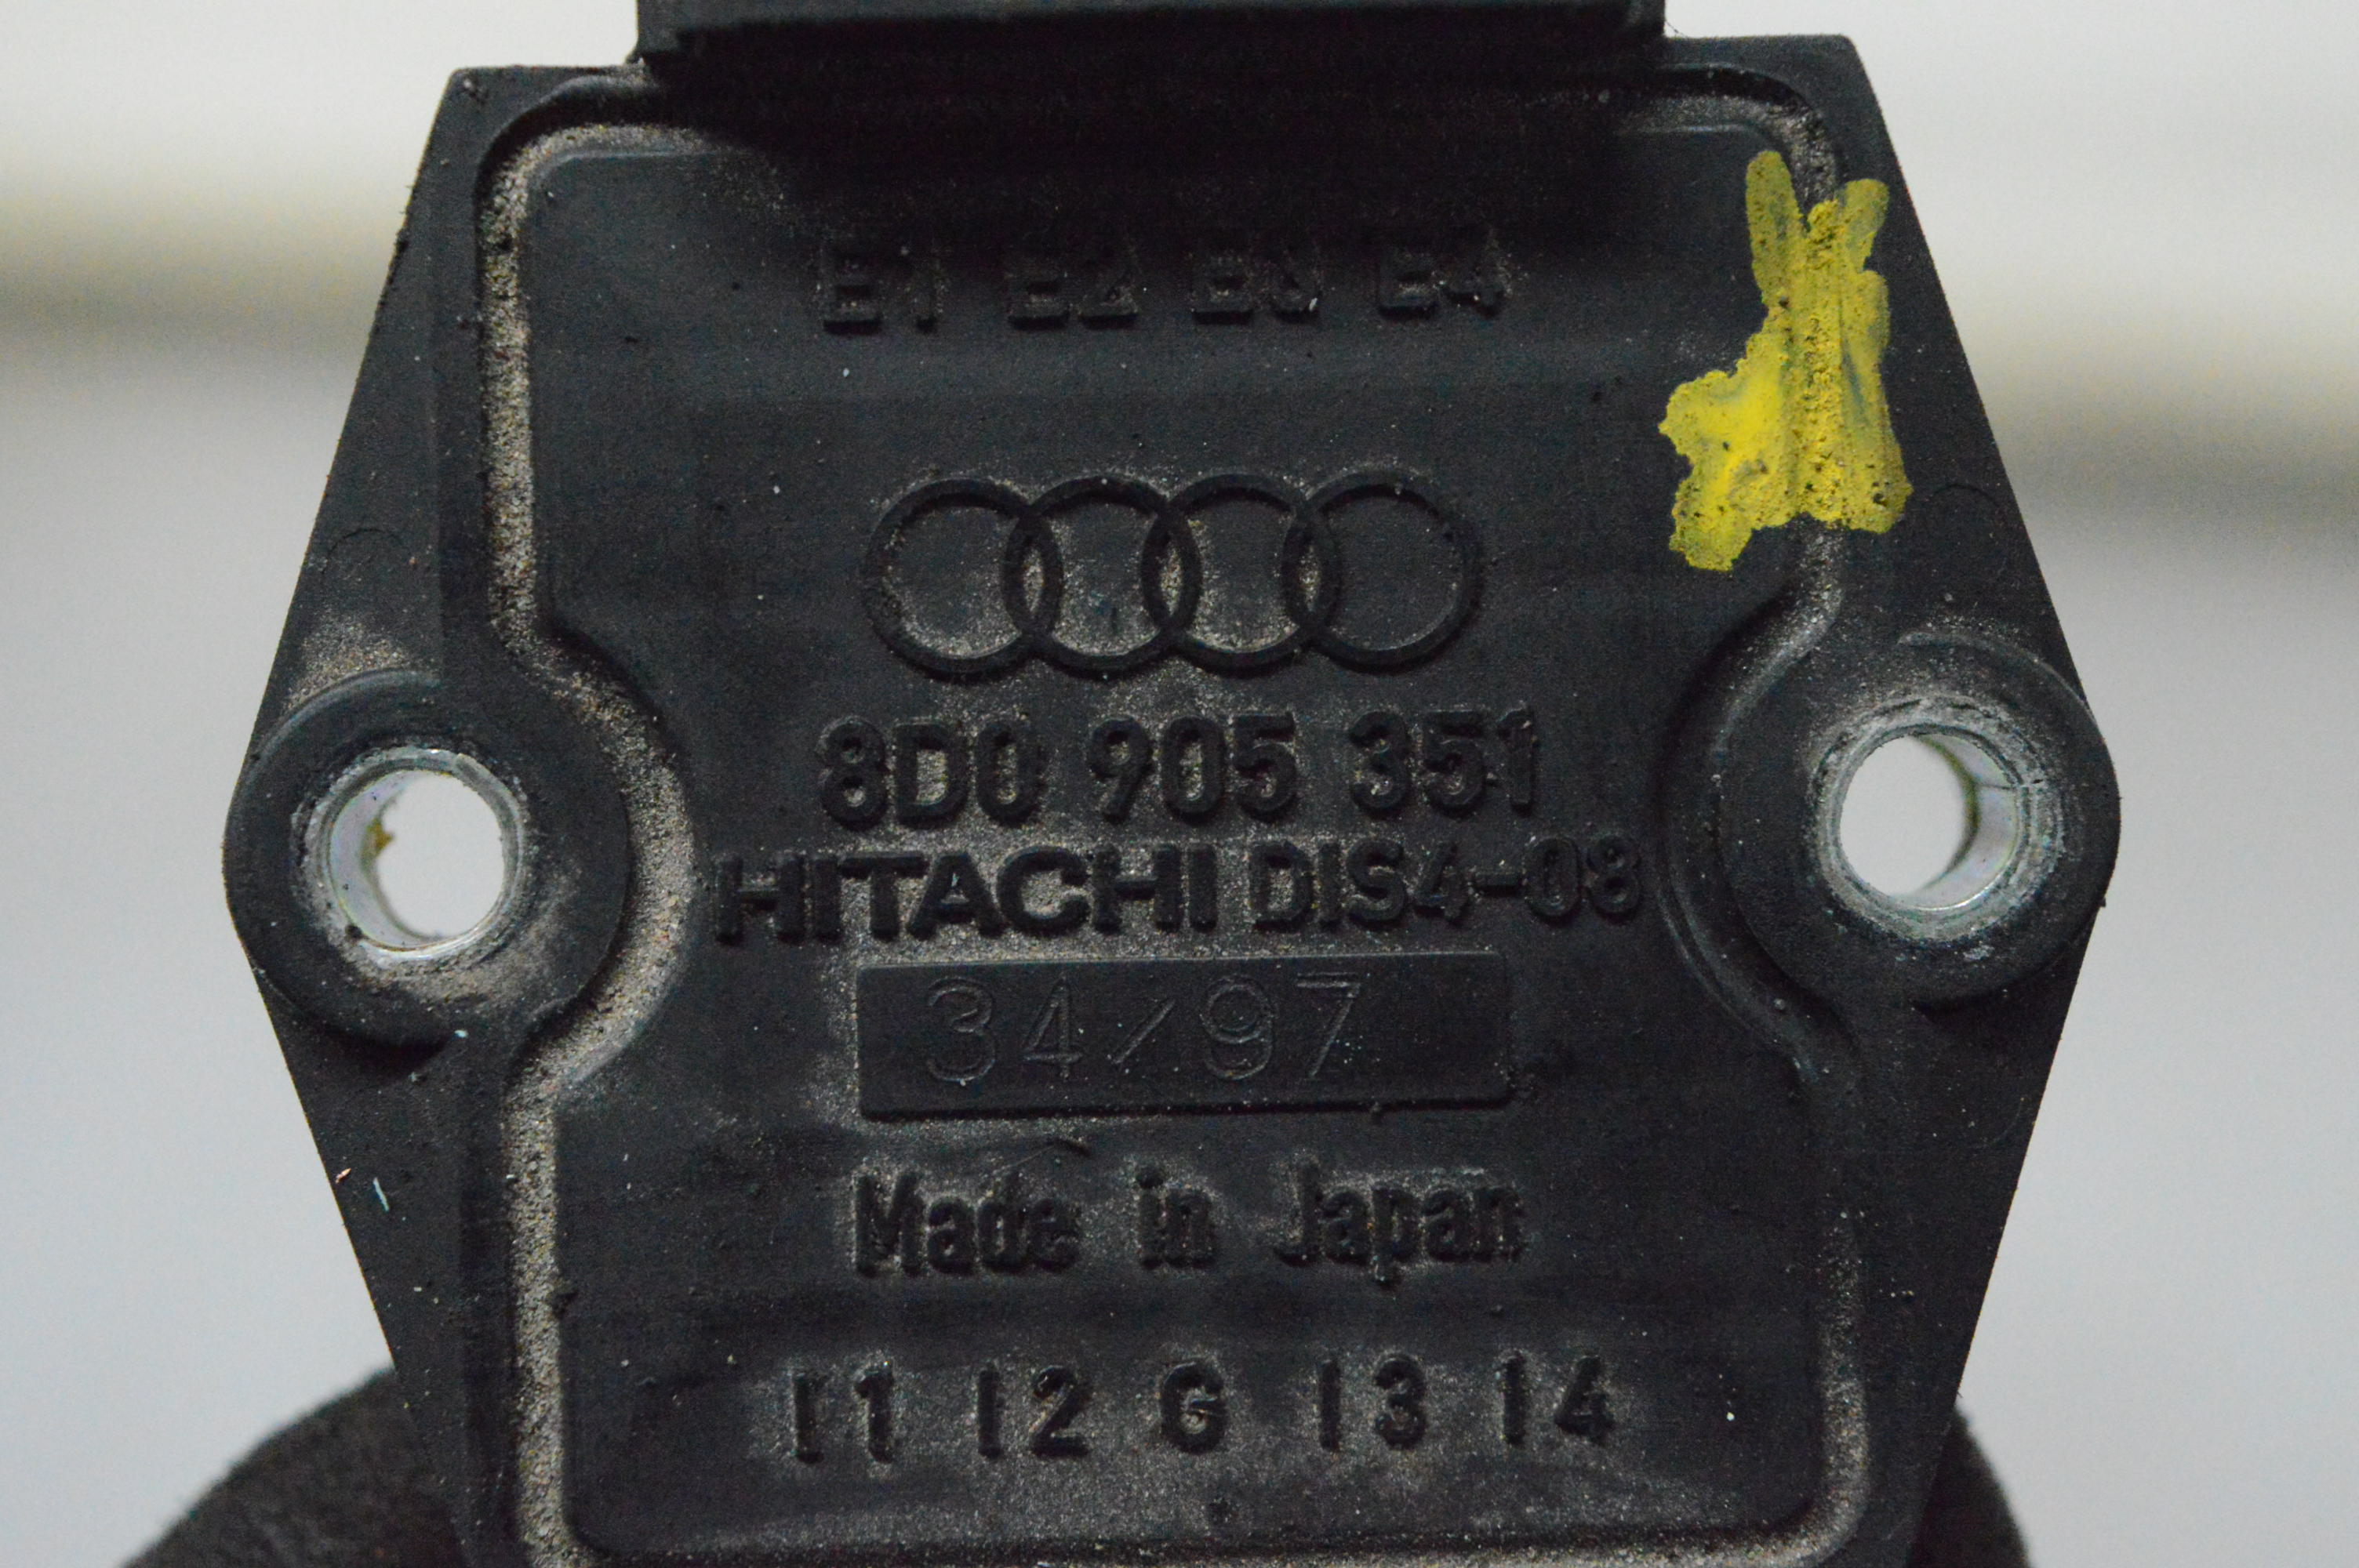 E1 E2 E3 E4
8D0 905 351
HITACHI DIS4-08
34/97
Made in Japan
I1 I2 G I3 I4